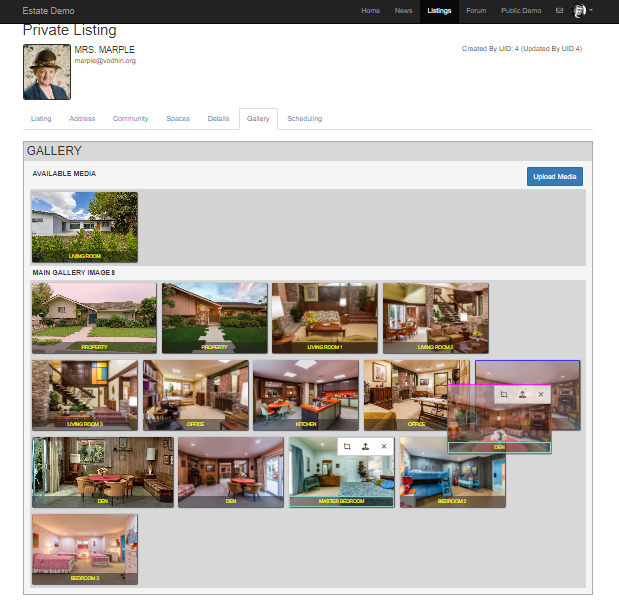 Estate Demo Home News Listings Forum Public Demo
Private Listing
MRS. MARPLE
marple@vodhin.org
Created By UID: 4 (Updated By UID 4)
Listing Address Community Spaces Details Gallery Scheduling
GALLERY
AVAILABLE MEDIA
Upload Media
LIVING ROOM
MAIN GALLERY IMAGES
PROPERTY PROPERTY LIVING ROOM 1 LIVING ROOM 2
LIVING ROOM 3 OFFICE KITCHEN OFFICE
DEN
DEN DEN MASTER BEDROOM BEDROOM 2
BEDROOM 3